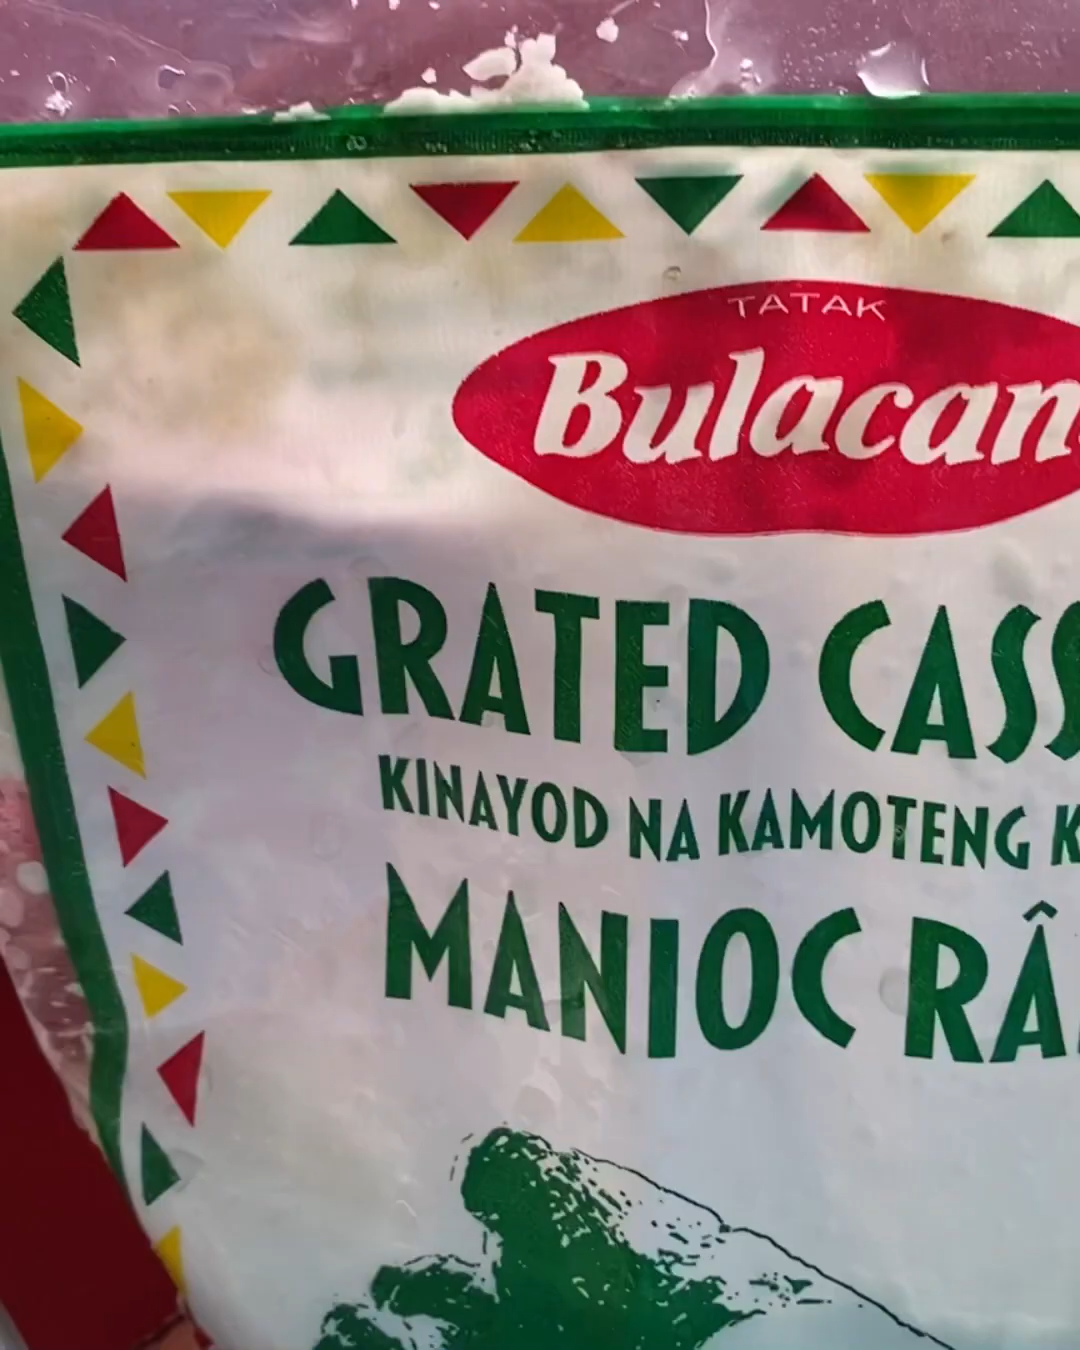 TATAK
Bulacan
GRATED CASS
KINAYOD NA KAMOTENG K
MANIOC RÂ